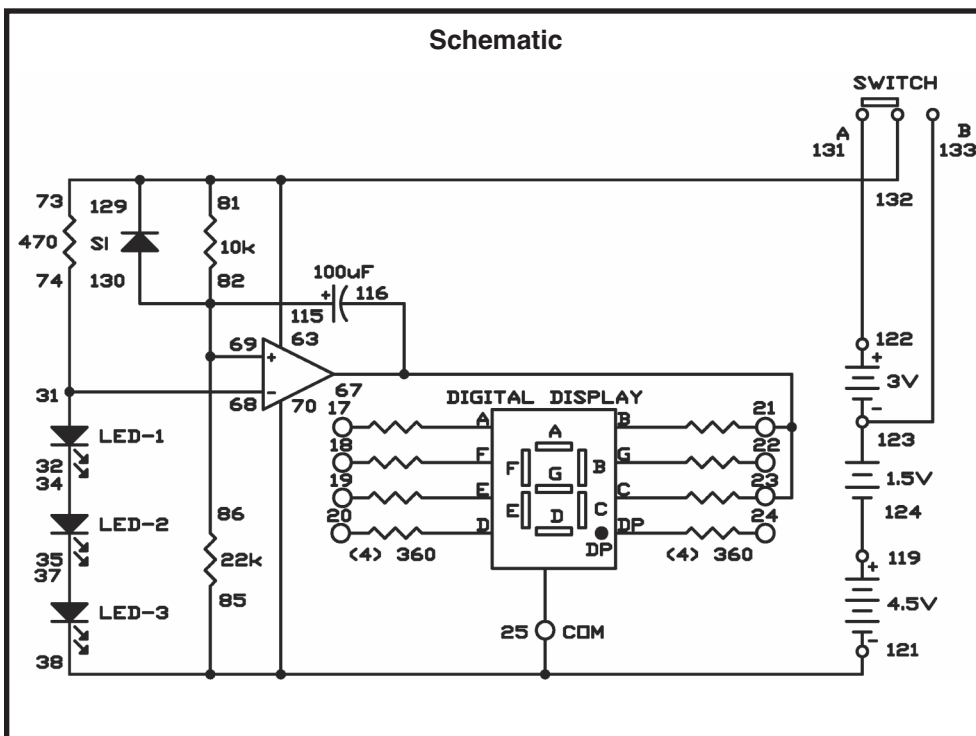 Schematic
SWITCH
A B
131 133
73 129 81 132
470 SI 10k
74 130 82
100uF
+ 116
115
69 + 63 122
+
31 68 - 67 3V
70 17 DIGITAL DISPLAY 21 -
LED-1 A A B 123
32 18 22
34 F F G B G 1.5V
LED-2 19 23
35 86 E E D C C 124
37 22k 20 24
D DP DP 119
(4) 360 (4) 360 +
LED-3 85 4.5V
25 COM -
38 121